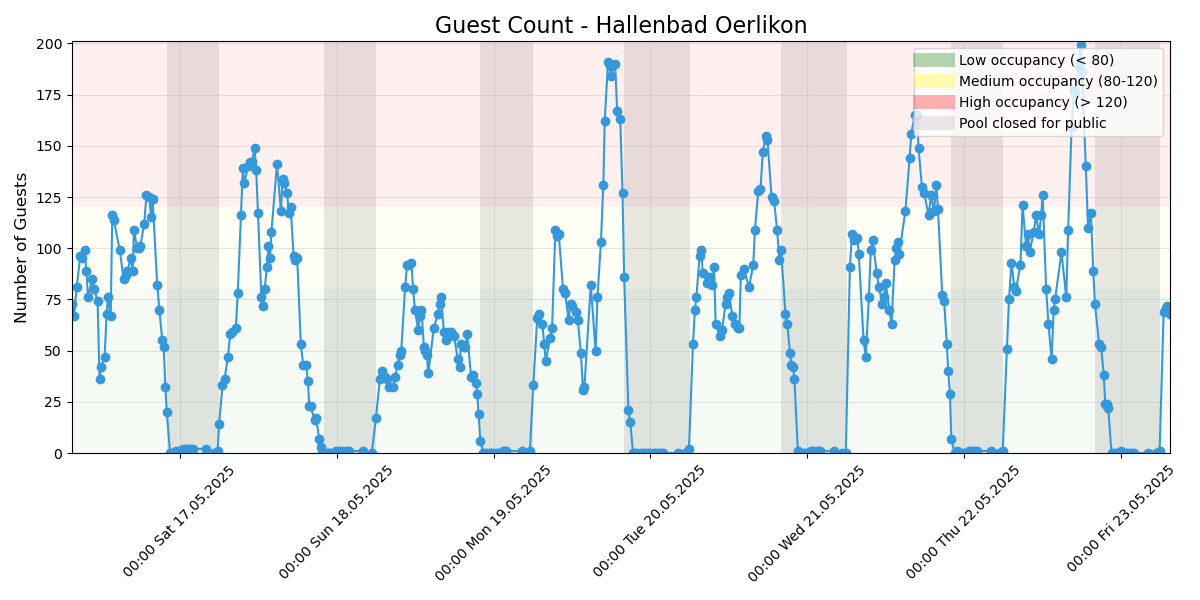 Guest Count - Hallenbad Oerlikon
Number of Guests
200
175
150
125
100
75
50
25
0
Low occupancy (< 80)
Medium occupancy (80-120)
High occupancy (> 120)
Pool closed for public
00:00 Sat 17.05.2025
00:00 Sun 18.05.2025
00:00 Mon 19.05.2025
00:00 Tue 20.05.2025
00:00 Wed 21.05.2025
00:00 Thu 22.05.2025
00:00 Fri 23.05.2025